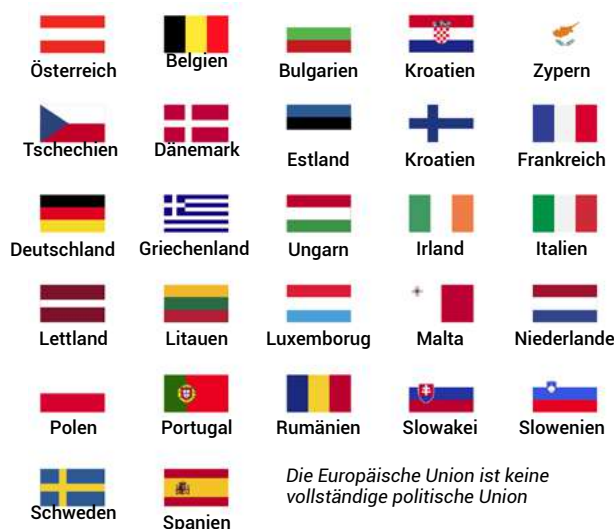 Österreich Belgien Bulgarien Kroatien Zypern
Tschechien Dänemark Estland Kroatien Frankreich
Deutschland Griechenland Ungarn Irland Italien
Lettland Litauen Luxemborug Malta Niederlande
Polen Portugal Rumänien Slowakei Slowenien
Schweden Spanien
Die Europäische Union ist keine
vollständige politische Union